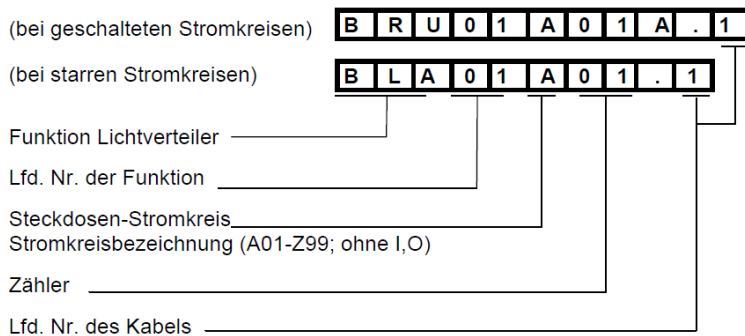 (bei geschalteten Stromkreisen) B R U 0 1 A 0 1 A . 1
(bei starren Stromkreisen) B L A 0 1 A 0 1 . 1
Funktion Lichtverteiler
Lfd. Nr. der Funktion
Steckdosen-Stromkreis
Stromkreisbezeichnung (A01-Z99; ohne I,O)
Zähler
Lfd. Nr. des Kabels